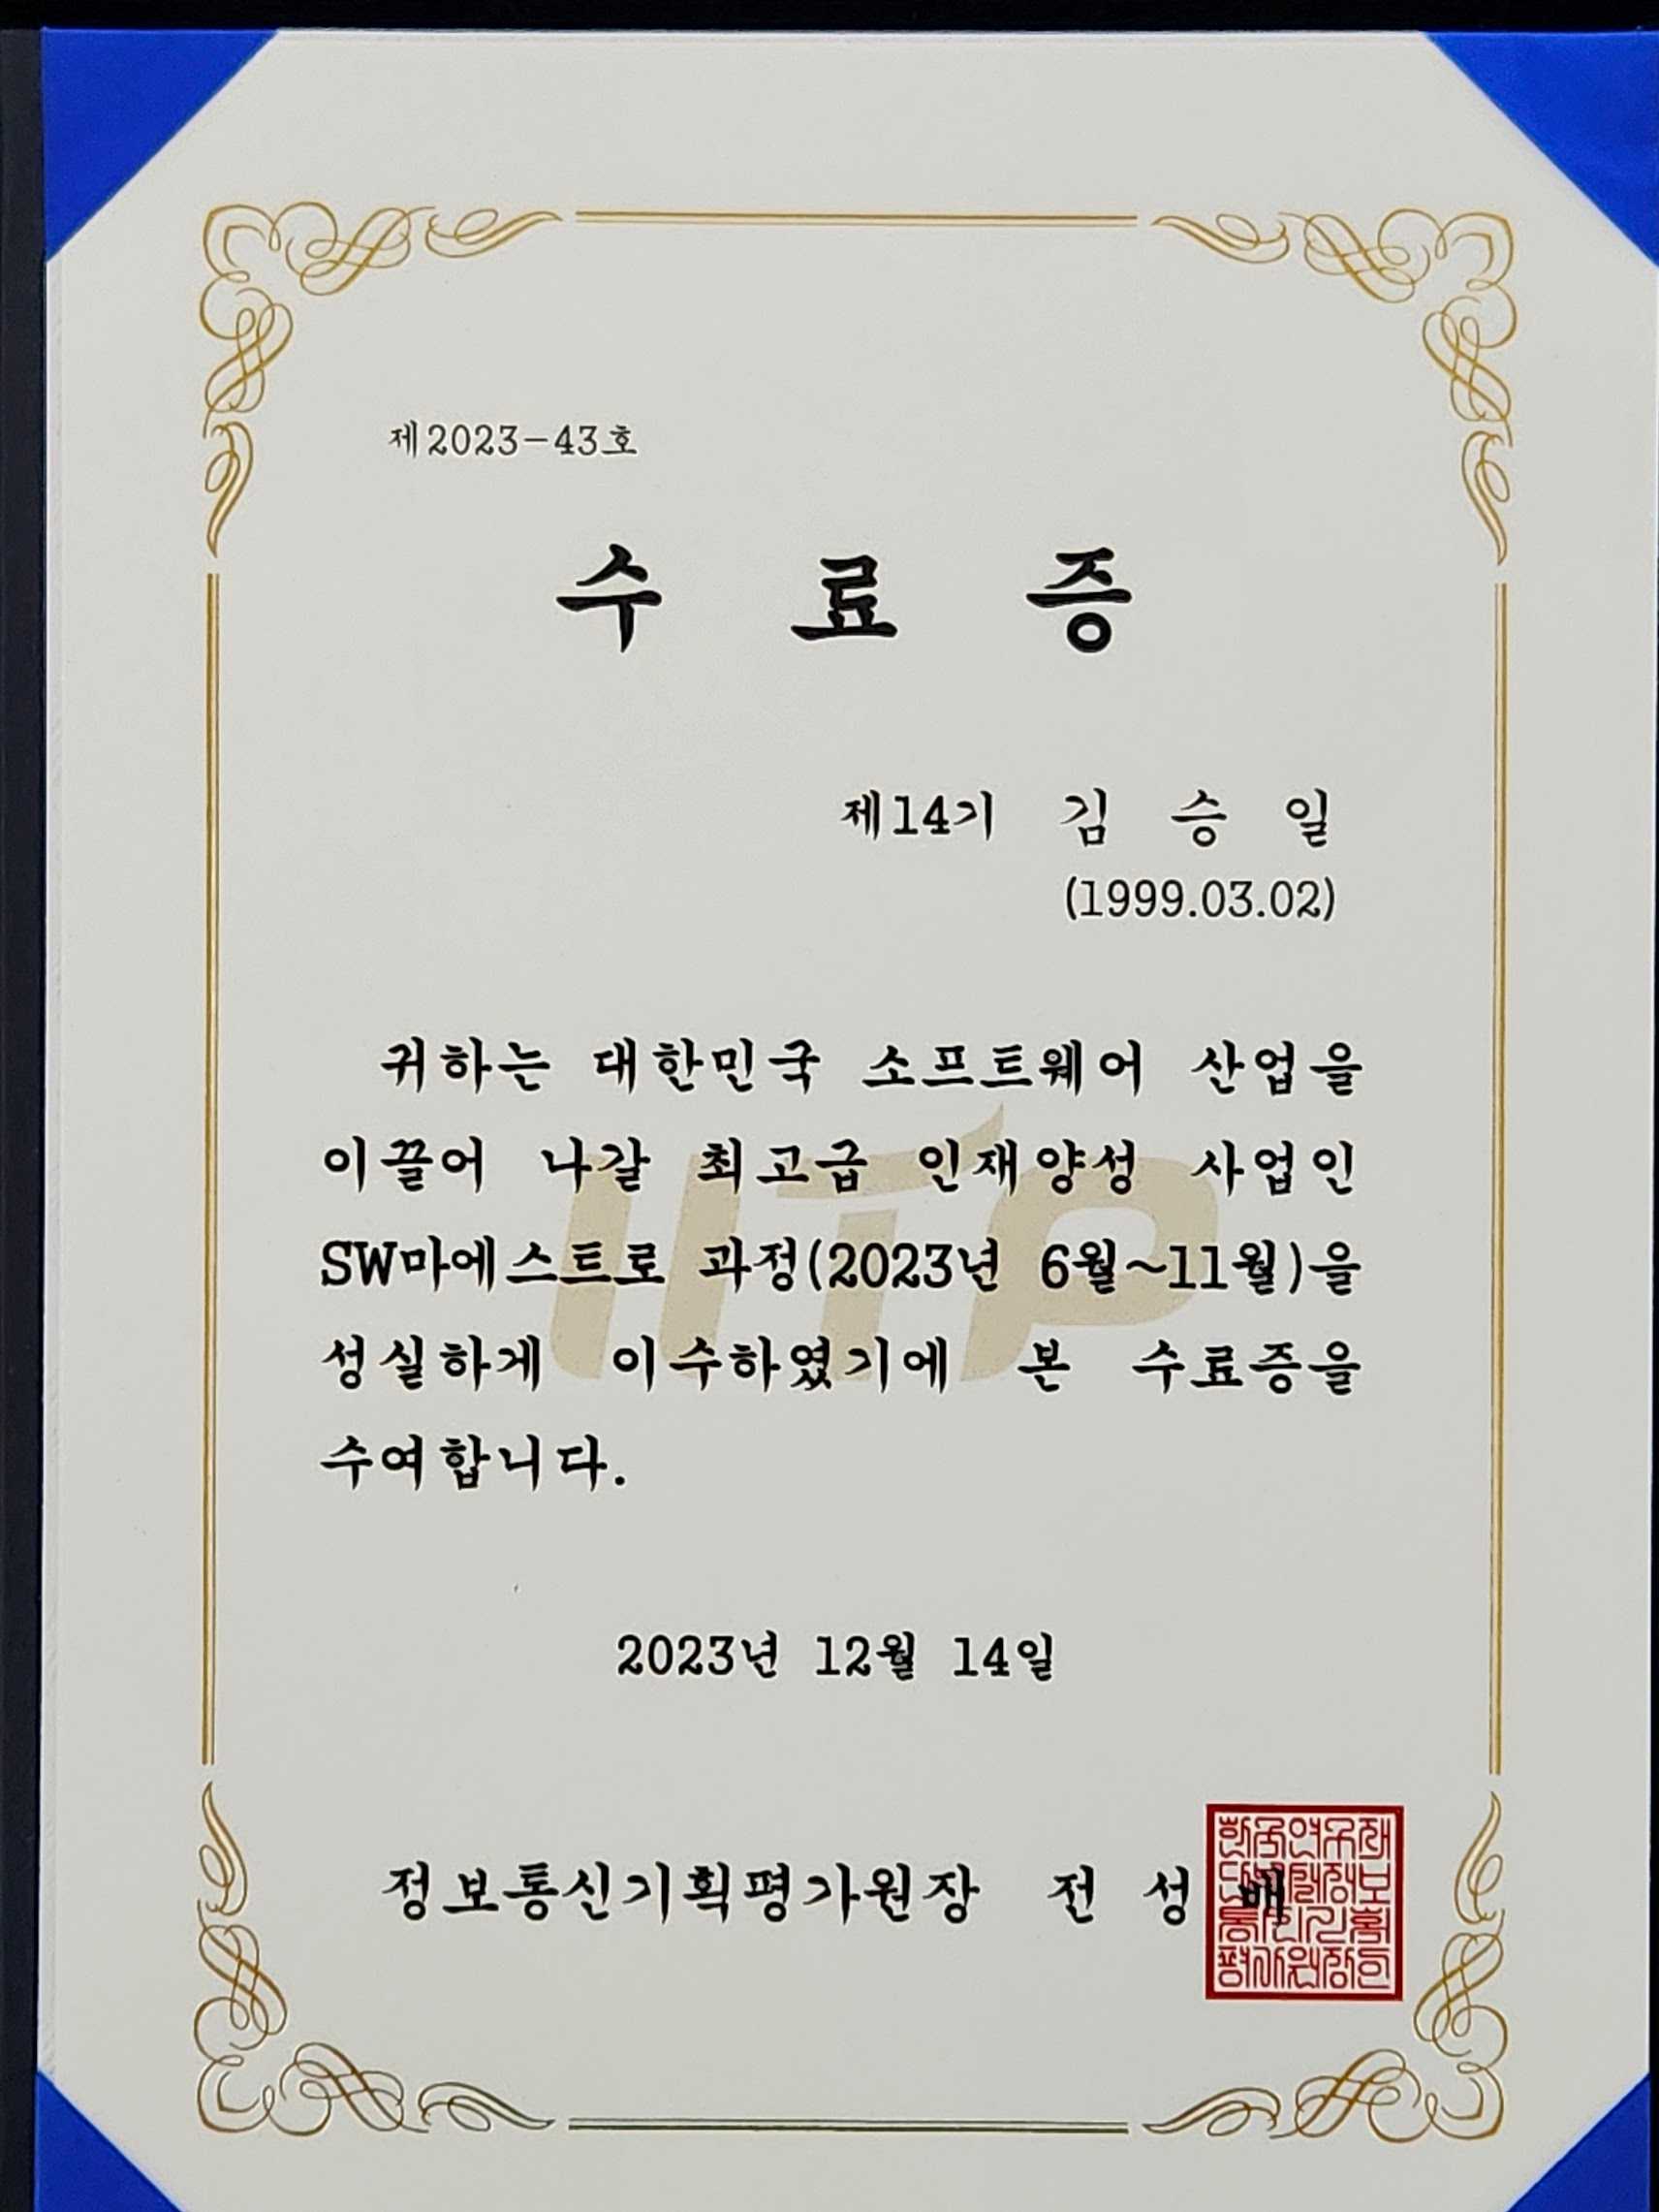 제2023-43호
수 료 증
제14기 김 승 일
(1999.03.02)
귀하는 대한민국 소프트웨어 산업을
이끌어 나갈 최고급 인재양성 사업인
SW마에스트로 과정(2023년 6월~11월)을
성실하게 이수하였기에 본 수료증을
수여합니다.
IITP
2023년 12월 14일
정보통신기획평가원장 전 성 배